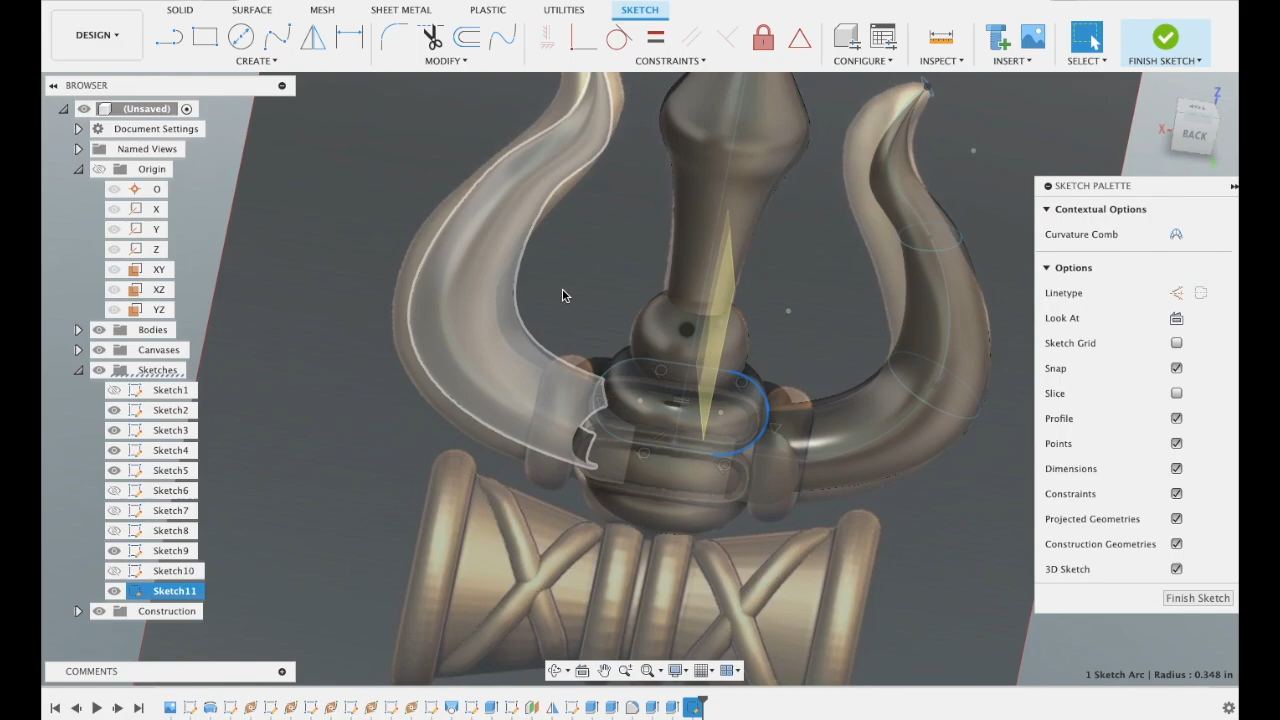 SOLID SURFACE MESH SHEET METAL PLASTIC UTILITIES SKETCH
DESIGN
CREATE MODIFY CONSTRAINTS CONFIGURE INSPECT INSERT SELECT FINISH SKETCH
BROWSER
(Unsaved)
Document Settings
Named Views
Origin
O
X
Y
Z
XY
XZ
YZ
Bodies
Canvases
Sketches
Sketch1
Sketch2
Sketch3
Sketch4
Sketch5
Sketch6
Sketch7
Sketch8
Sketch9
Sketch10
Sketch11
Construction
COMMENTS
Z
X
BACK
SKETCH PALETTE
Contextual Options
Curvature Comb
Options
Linetype
Look At
Sketch Grid
Snap
Slice
Profile
Points
Dimensions
Constraints
Projected Geometries
Construction Geometries
3D Sketch
Finish Sketch
1 Sketch Arc | Radius : 0.348 in